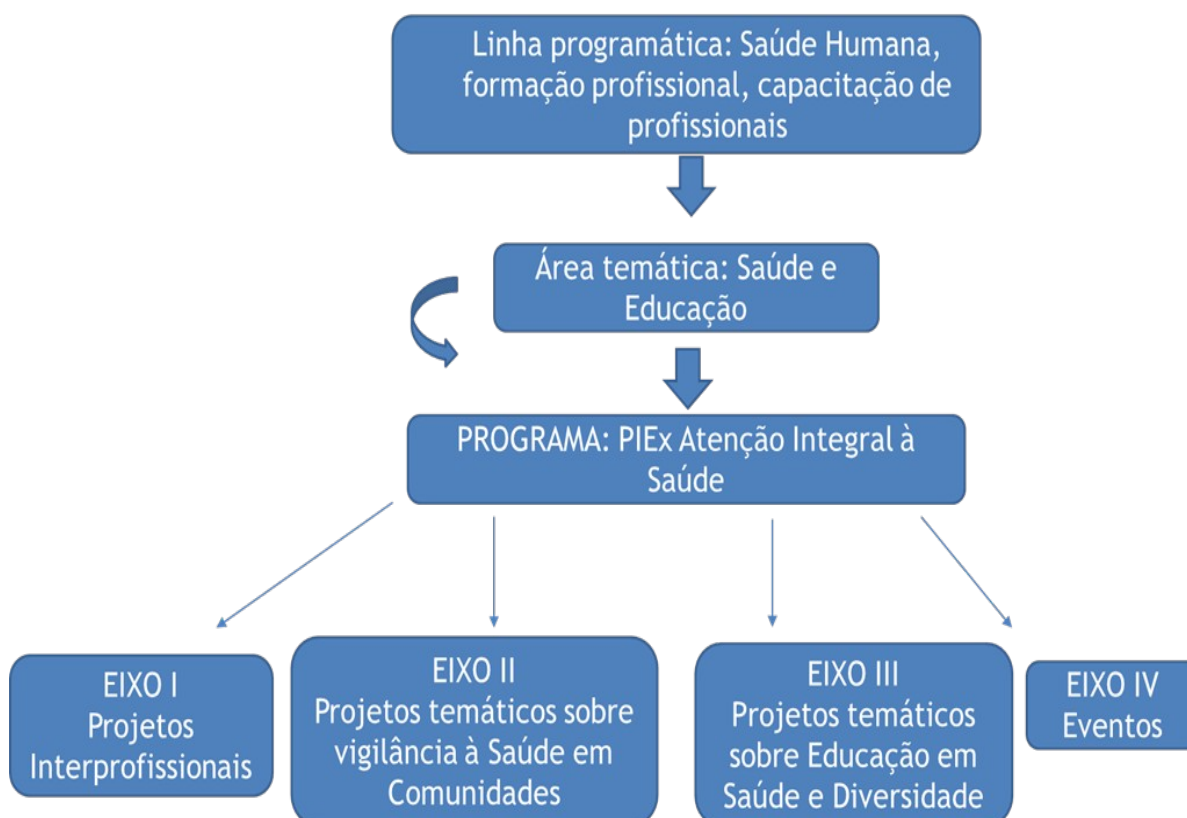 Linha programática: Saúde Humana,
formação profissional, capacitação de
profissionais
Área temática: Saúde e
Educação
PROGRAMA: PIEx Atenção Integral à
Saúde
EIXO I
Projetos
Interprofissionais
EIXO II
Projetos temáticos sobre
vigilância à Saúde em
Comunidades
EIXO III
Projetos temáticos
sobre Educação em
Saúde e Diversidade
EIXO IV
Eventos